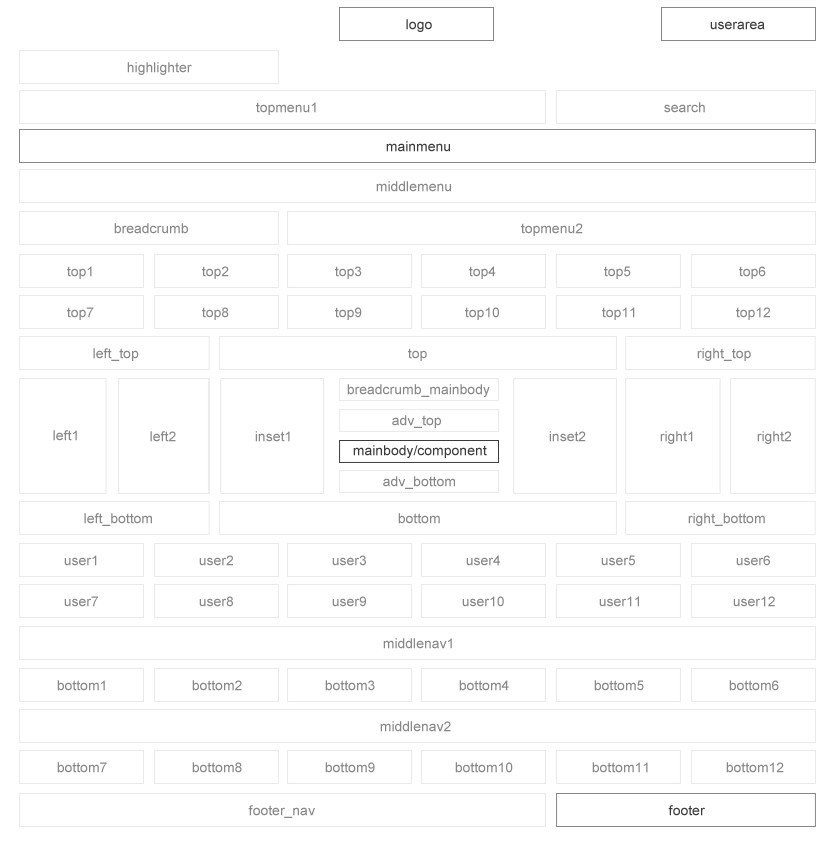 logo userarea
highlighter
topmenu1 search
mainmenu
middlemenu
breadcrumb topmenu2
top1 top2 top3 top4 top5 top6
top7 top8 top9 top10 top11 top12
left_top top right_top
breadcrumb_mainbody
adv_top
left1 left2 inset1 mainbody/component inset2 right1 right2
adv_bottom
left_bottom bottom right_bottom
user1 user2 user3 user4 user5 user6
user7 user8 user9 user10 user11 user12
middlenav1
bottom1 bottom2 bottom3 bottom4 bottom5 bottom6
middlenav2
bottom7 bottom8 bottom9 bottom10 bottom11 bottom12
footer_nav footer